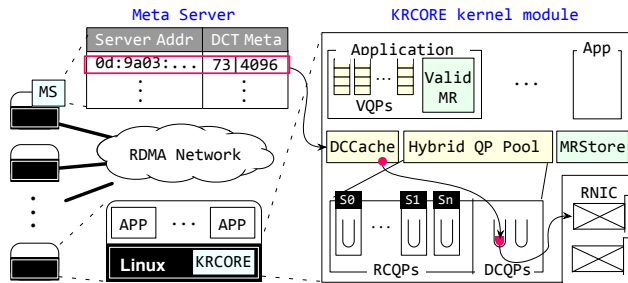 Meta Server
Server Addr DCT Meta
0d:9a03:... 73|4096
MS
RDMA Network
APP ... APP
Linux KRCORE
KRCORE kernel module
Application
VQPs
Valid
MR
...
App
DCCache Hybrid QP Pool MRStore
S0 ... S1 Sn
RCQPs DCQPs
RNIC